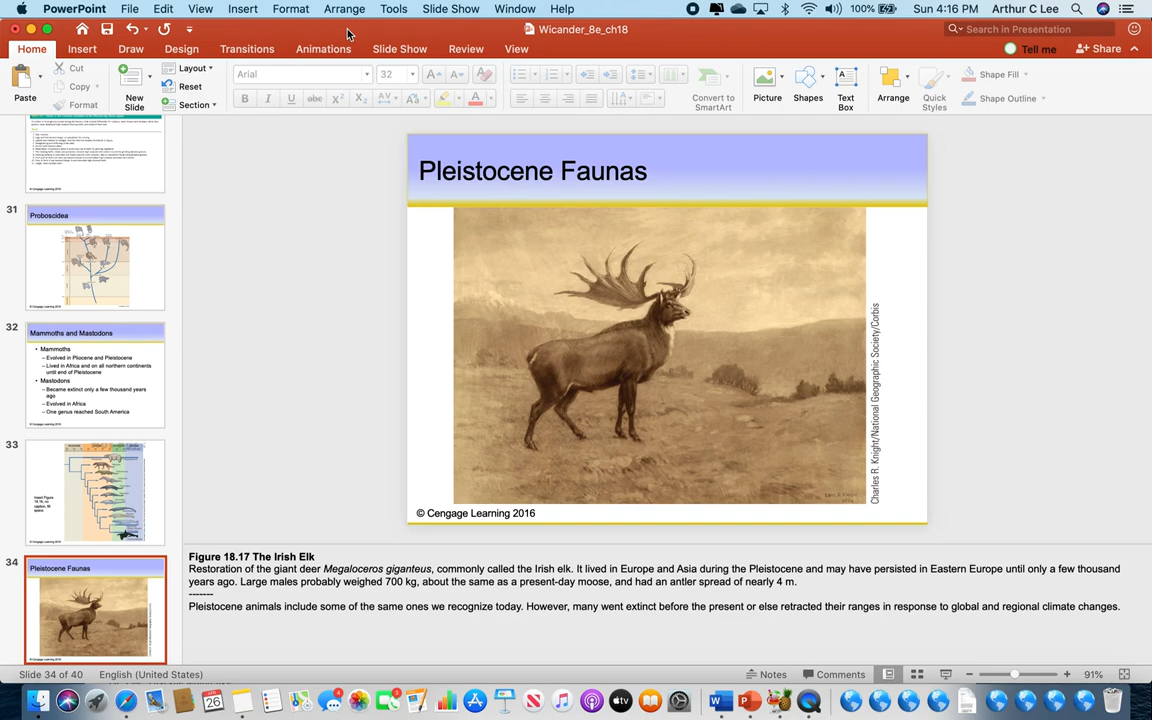 PowerPoint File Edit View Insert Format Arrange Tools Slide Show Window Help 100% Sun 4:16 PM Arthur C Lee
Wicander_8e_ch18
Search in Presentation
Home Insert Draw Design Transitions Animations Slide Show Review View Tell me Share
Paste Cut Copy Format New Slide Layout Reset Section Arial 32 Convert to SmartArt Picture Shapes Text Box Arrange Quick Styles Shape Fill Shape Outline
31
Proboscidea
32
Mammoths and Mastodons
• Mammoths
– Evolved in Pliocene and Pleistocene
– Lived in Africa and on all northern continents
until end of Pleistocene
• Mastodons
– Became extinct only a few thousand years
ago
– Evolved in Africa
– One genus reached South America
33
Insert Figure
18.16, no
caption, fill
space
34
Pleistocene Faunas
Pleistocene Faunas
Charles R. Knight/National Geographic Society/Corbis
© Cengage Learning 2016
Figure 18.17 The Irish Elk
Restoration of the giant deer Megaloceros giganteus, commonly called the Irish elk. It lived in Europe and Asia during the Pleistocene and may have persisted in Eastern Europe until only a few thousand
years ago. Large males probably weighed 700 kg, about the same as a present-day moose, and had an antler spread of nearly 4 m.
-------
Pleistocene animals include some of the same ones we recognize today. However, many went extinct before the present or else retracted their ranges in response to global and regional climate changes.
Slide 34 of 40 English (United States) Notes Comments 91%
APR
26